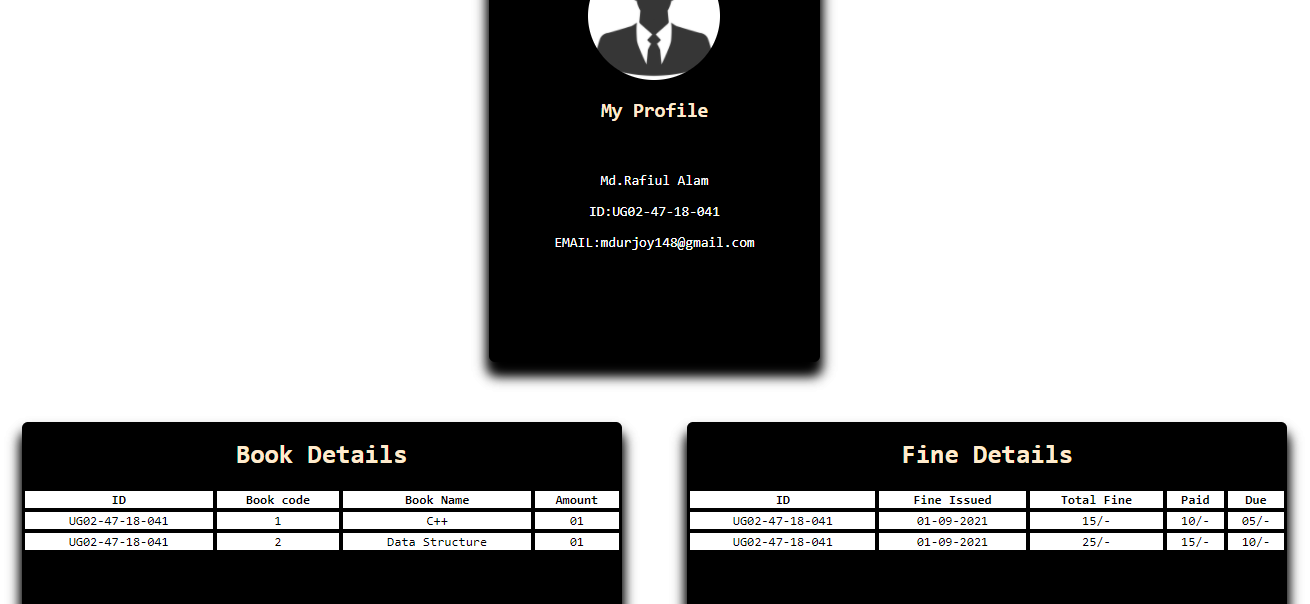 My Profile
Md.Rafiul Alam
ID:UG02-47-18-041
EMAIL:mdurjoy148@gmail.com
Book Details
ID Book code Book Name Amount
UG02-47-18-041 1 C++ 01
UG02-47-18-041 2 Data Structure 01
Fine Details
ID Fine Issued Total Fine Paid Due
UG02-47-18-041 01-09-2021 15/- 10/- 05/-
UG02-47-18-041 01-09-2021 25/- 15/- 10/-